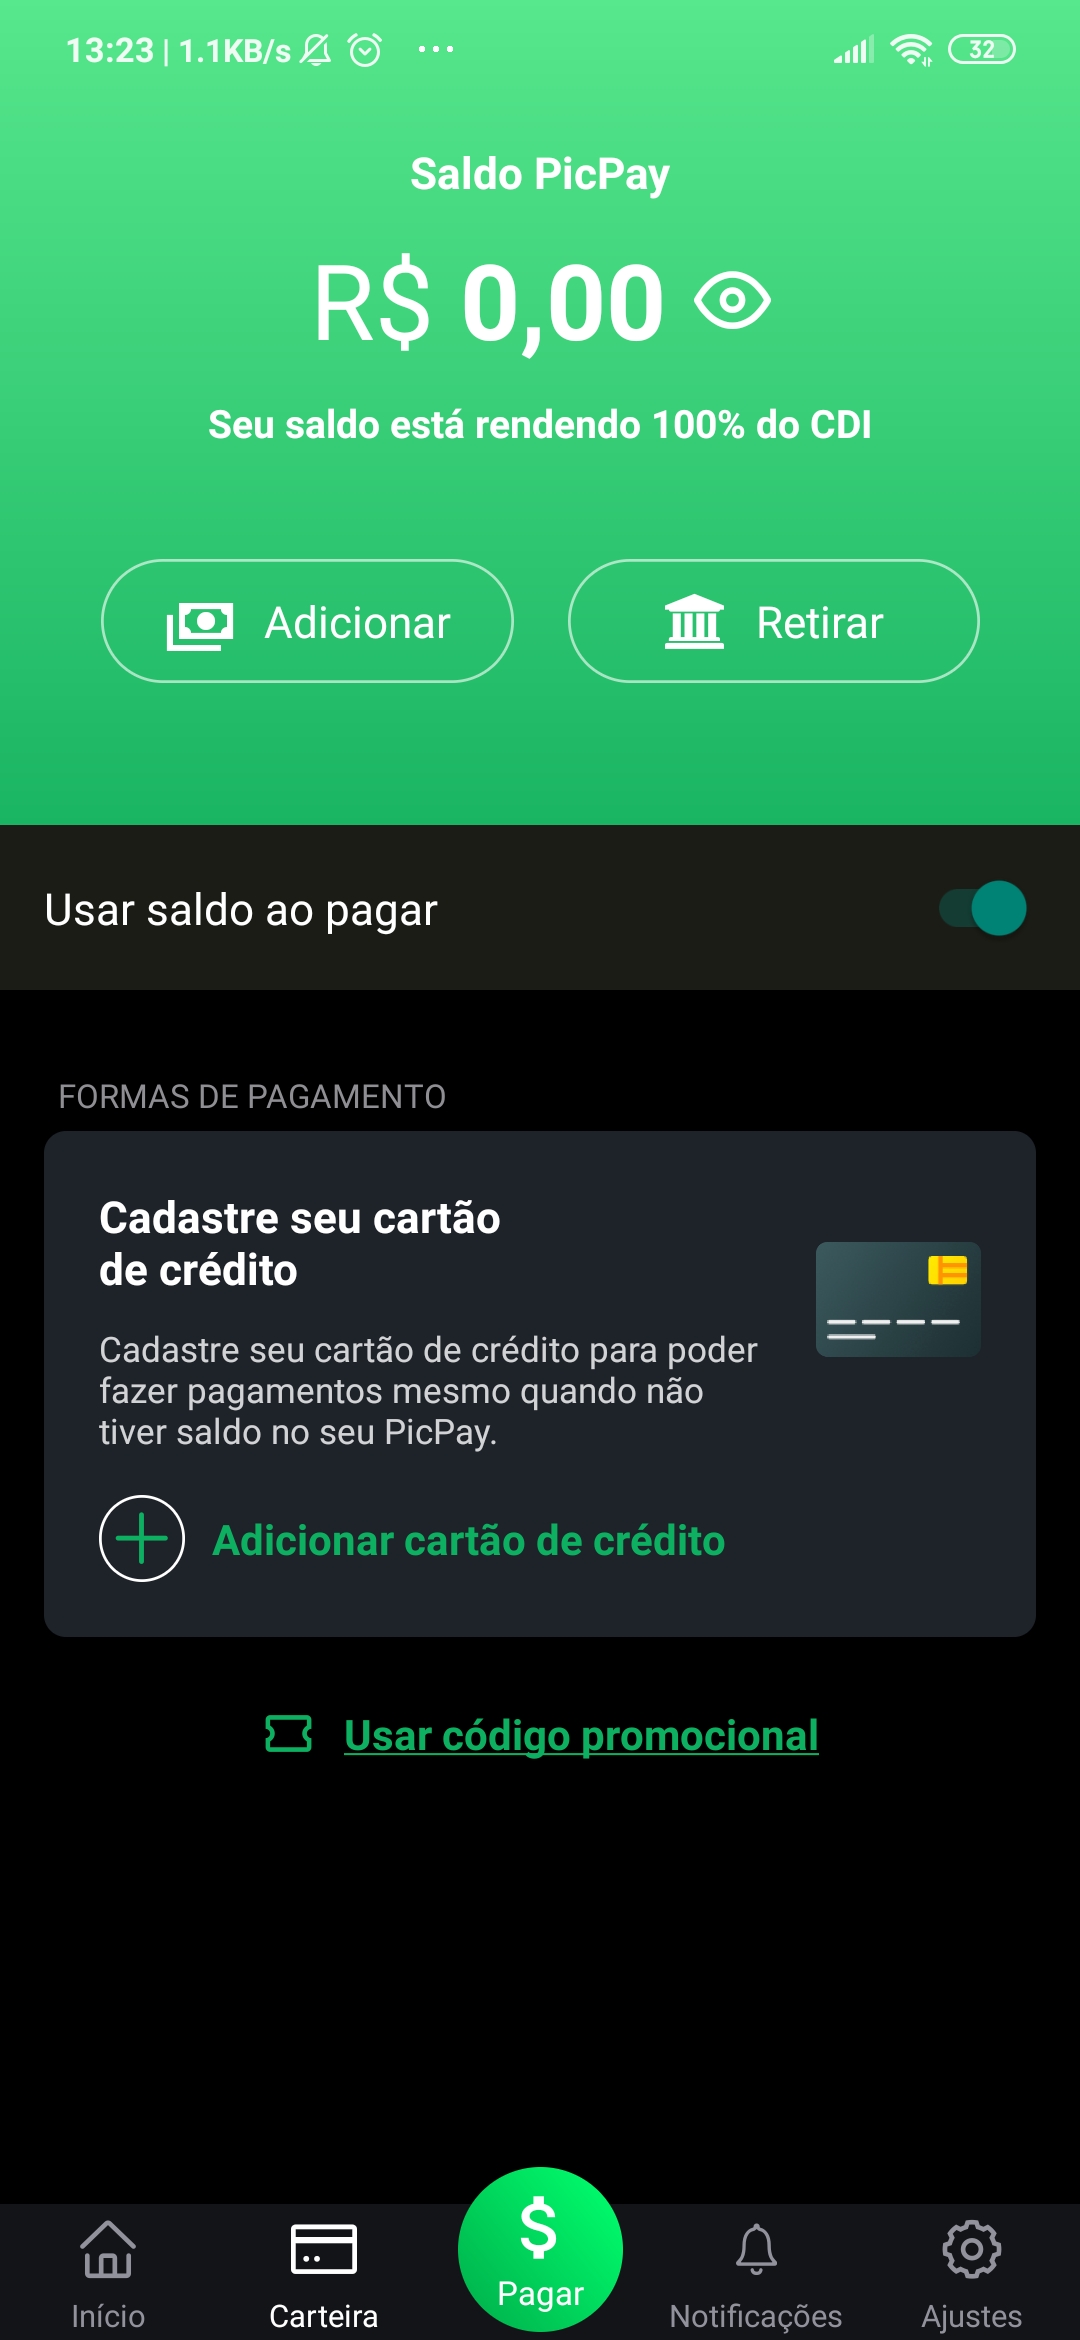 13:23 | 1.1KB/s
32
Saldo PicPay
R$ 0,00
Seu saldo está rendendo 100% do CDI
Adicionar
Retirar
Usar saldo ao pagar
FORMAS DE PAGAMENTO
Cadastre seu cartão
de crédito
Cadastre seu cartão de crédito para poder
fazer pagamentos mesmo quando não
tiver saldo no seu PicPay.
Adicionar cartão de crédito
Usar código promocional
Início
Carteira
$
Pagar
Notificações
Ajustes